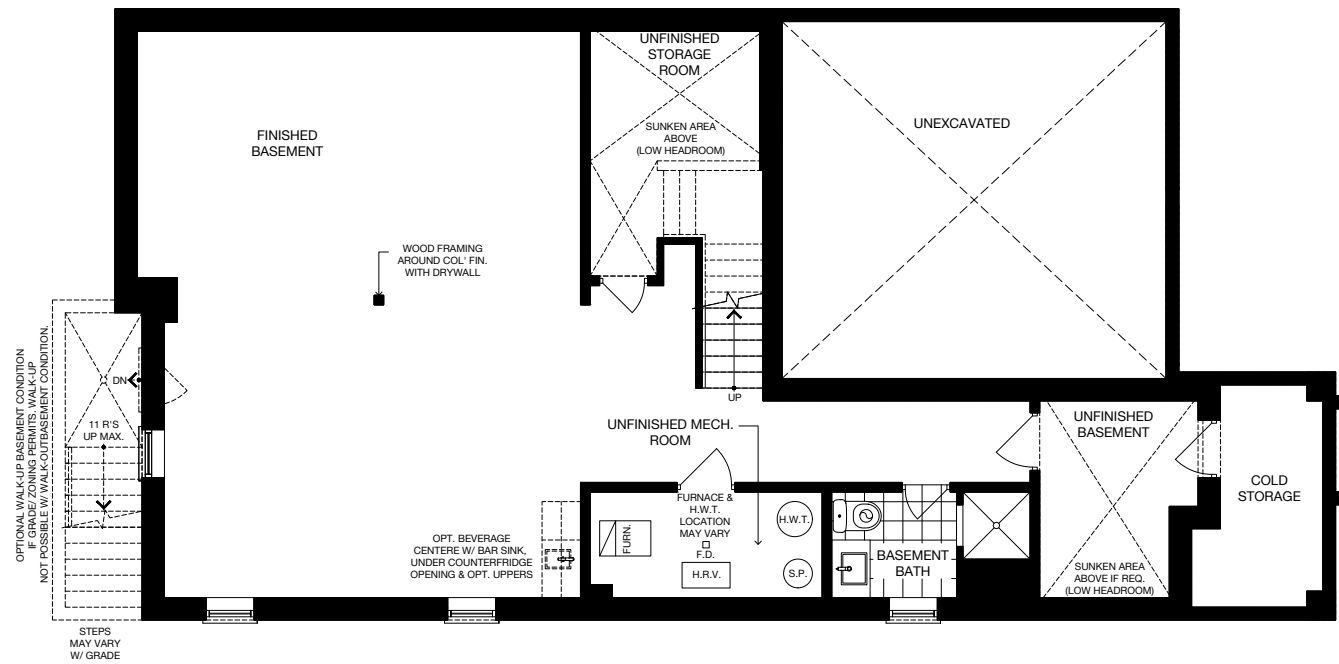 UNFINISHED
STORAGE
ROOM
SUNKEN AREA
ABOVE
(LOW HEADROOM)
UNEXCAVATED
FINISHED
BASEMENT
WOOD FRAMING
AROUND COL' FIN.
WITH DRYWALL
OPTIONAL WALK-UP BASEMENT CONDITION
IF GRADE/ ZONING PERMITS. WALK-UP
NOT POSSIBLE W/ WALK-OUTBASEMENT CONDITION.
DN
11 R'S
UP MAX.
UP
UNFINISHED MECH.
ROOM
UNFINISHED
BASEMENT
COLD
STORAGE
FURNACE &
H.W.T.
LOCATION
MAY VARY
F.D.
FURN.
H.W.T.
H.R.V.
S.P.
OPT. BEVERAGE
CENTERE W/ BAR SINK,
UNDER COUNTERFRIDGE
OPENING & OPT. UPPERS
BASEMENT
BATH
SUNKEN AREA
ABOVE IF REQ.
(LOW HEADROOM)
STEPS
MAY VARY
W/ GRADE